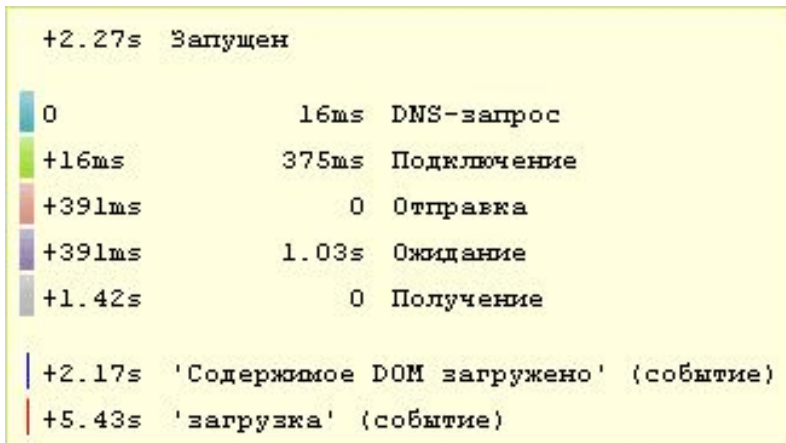 +2.27s Запущен
0 16ms DNS-запрос
+16ms 375ms Подключение
+391ms 0 Отправка
+391ms 1.03s Ожидание
+1.42s 0 Получение
+2.17s 'Содержимое DOM загружено' (событие)
+5.43s 'загрузка' (событие)